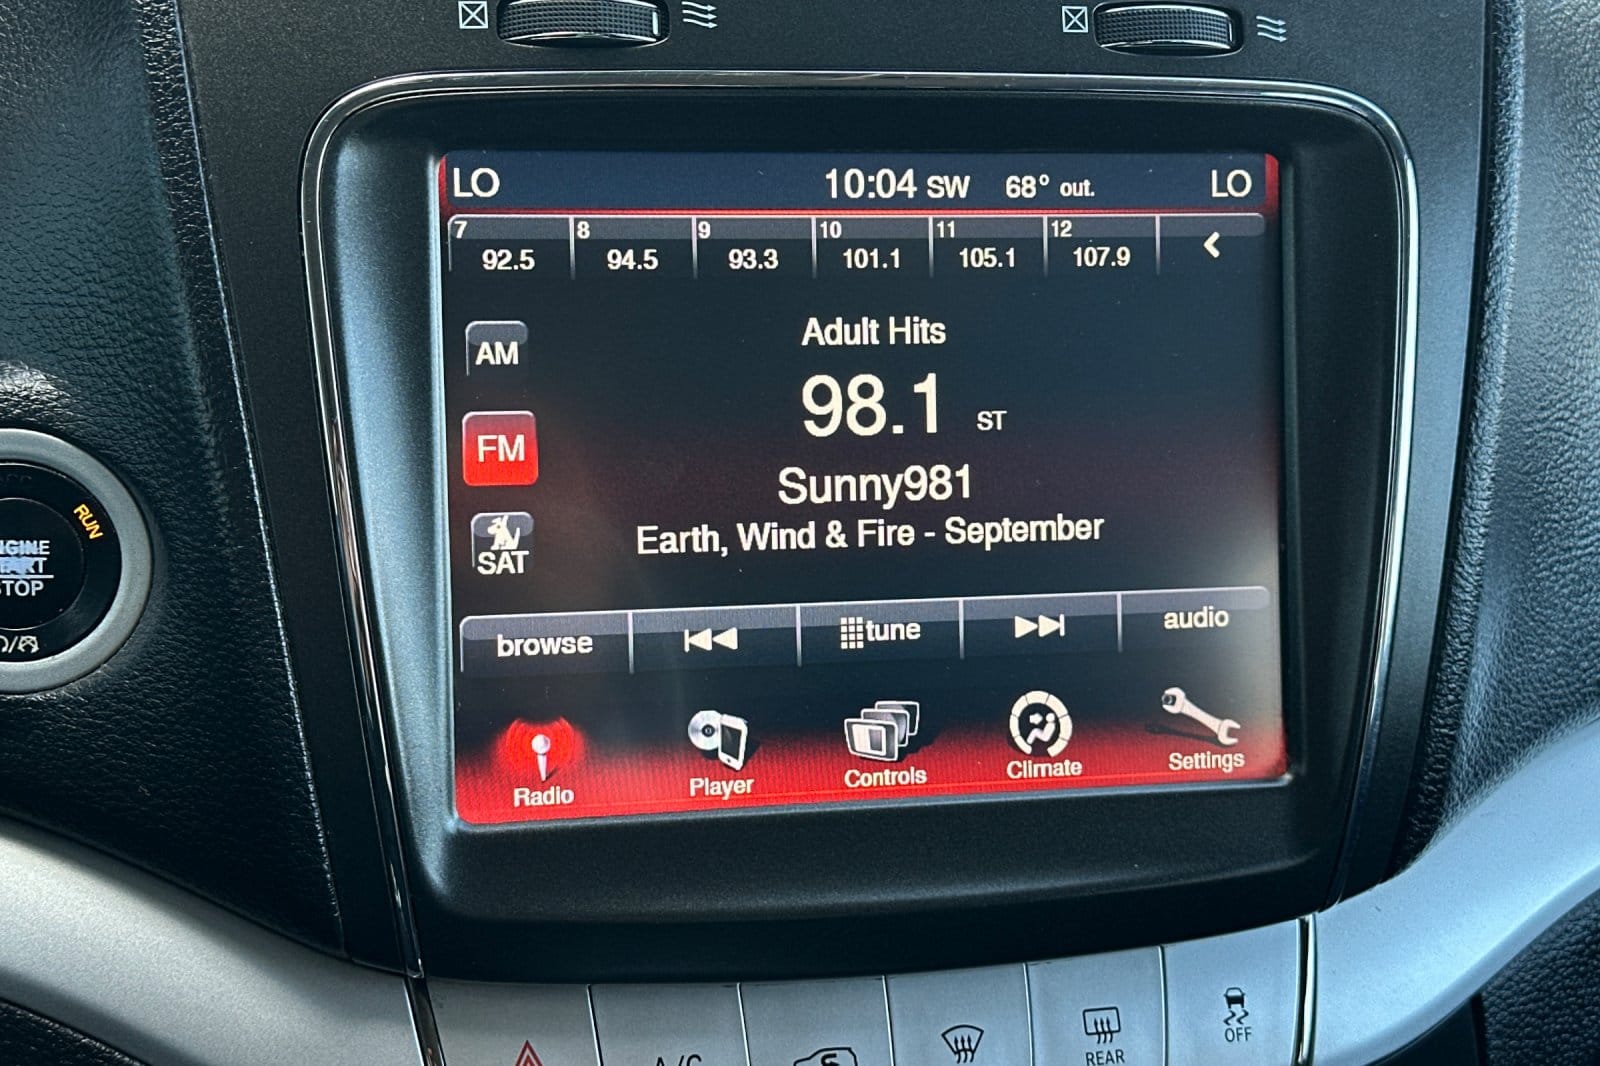 LO 10:04 SW 68° out. LO
7 8 9 10 11 12
92.5 94.5 93.3 101.1 105.1 107.9
Adult Hits
AM
98.1 ST
FM
Sunny981
Earth, Wind & Fire - September
SAT
browse tune audio
Radio Player Controls Climate Settings
RUN
STOP
A/C
REAR
OFF